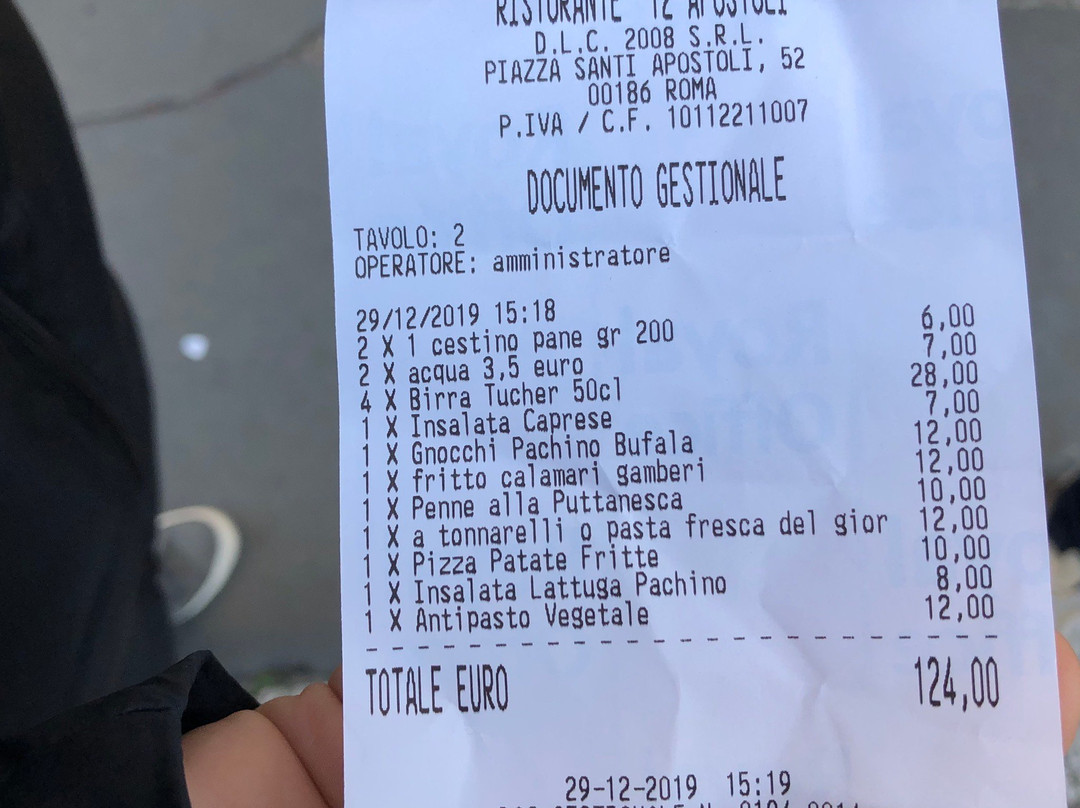 RISTORANTE "12 APOSTOLI"
D.L.C. 2008 S.R.L.
PIAZZA SANTI APOSTOLI, 52
00186 ROMA
P.IVA / C.F. 10112211007
DOCUMENTO GESTIONALE
TAVOLO: 2
OPERATORE: amministratore
29/12/2019 15:18
2 X 1 cestino pane gr 200 6,00
2 X acqua 3,5 euro 7,00
4 X Birra Tucher 50cl 28,00
1 X Insalata Caprese 7,00
1 X Gnocchi Pachino Bufala 12,00
1 X fritto calamari gamberi 12,00
1 X Penne alla Puttanesca 10,00
1 X a tonnarelli o pasta fresca del gior 12,00
1 X Pizza Patate Fritte 10,00
1 X Insalata Lattuga Pachino 8,00
1 X Antipasto Vegetale 12,00
TOTALE EURO 124,00
29-12-2019 15:19